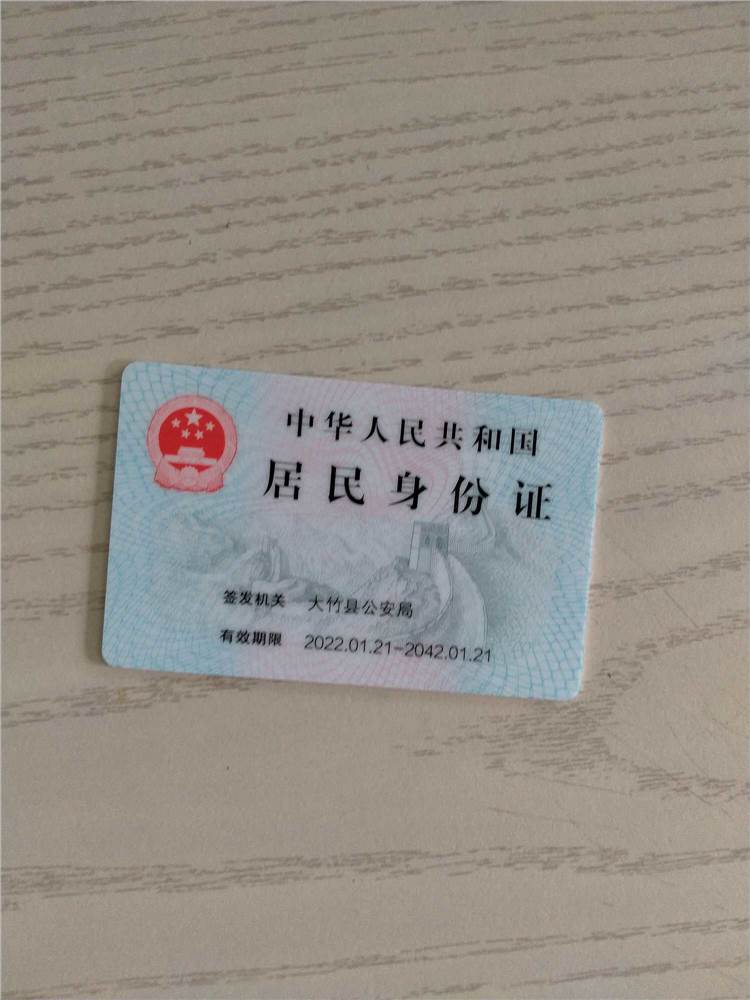 中华人民共和国
居民身份证
签发机关 大竹县公安局
有效期限 2022.01.21-2042.01.21